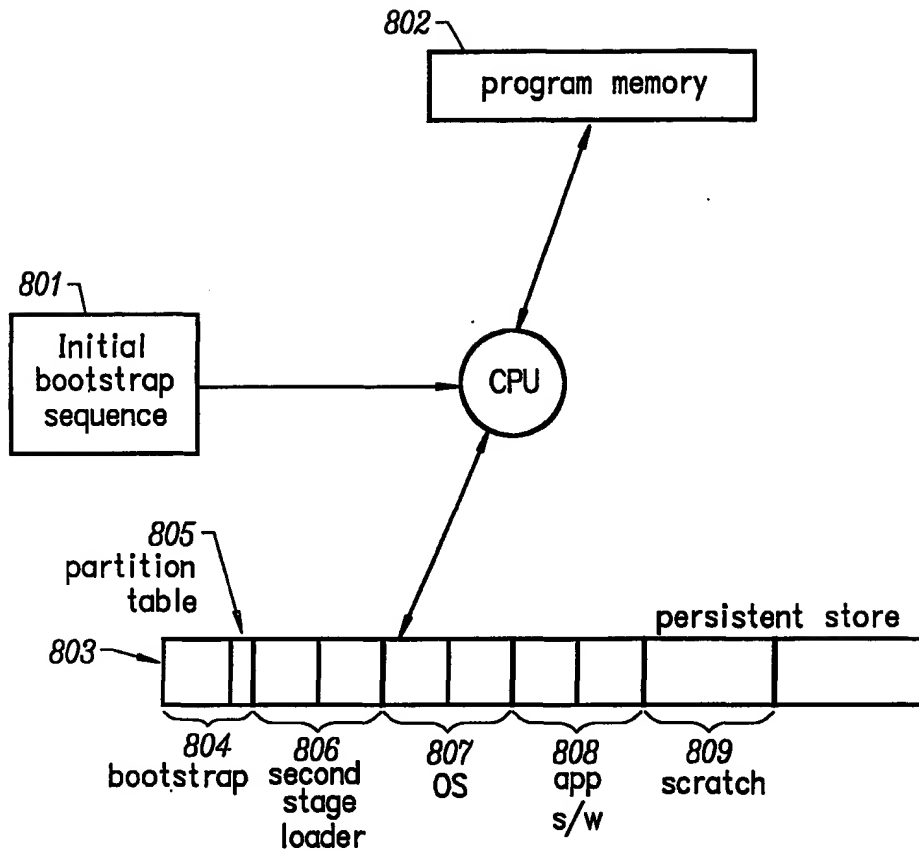 802
program memory
801
Initial
bootstrap
sequence
CPU
805
partition
table
persistent store
803
804
bootstrap
806
second
stage
loader
807
OS
808
app
s/w
809
scratch